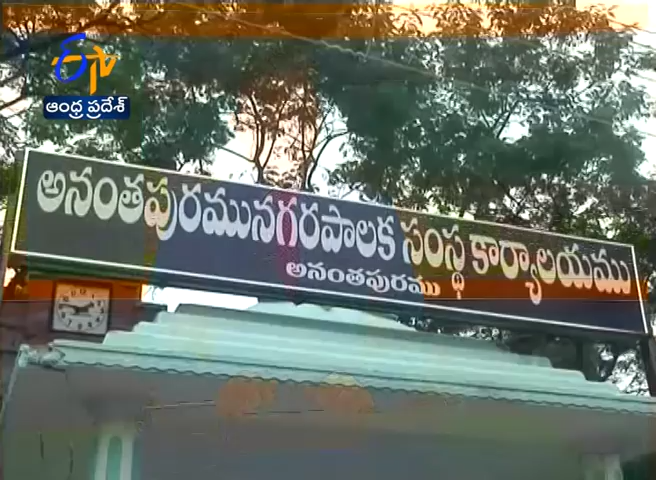 etv
ఆంధ్ర ప్రదేశ్
అనంతపురమునగరపాలక సంస్థ కార్యాలయము
అనంతపురము.